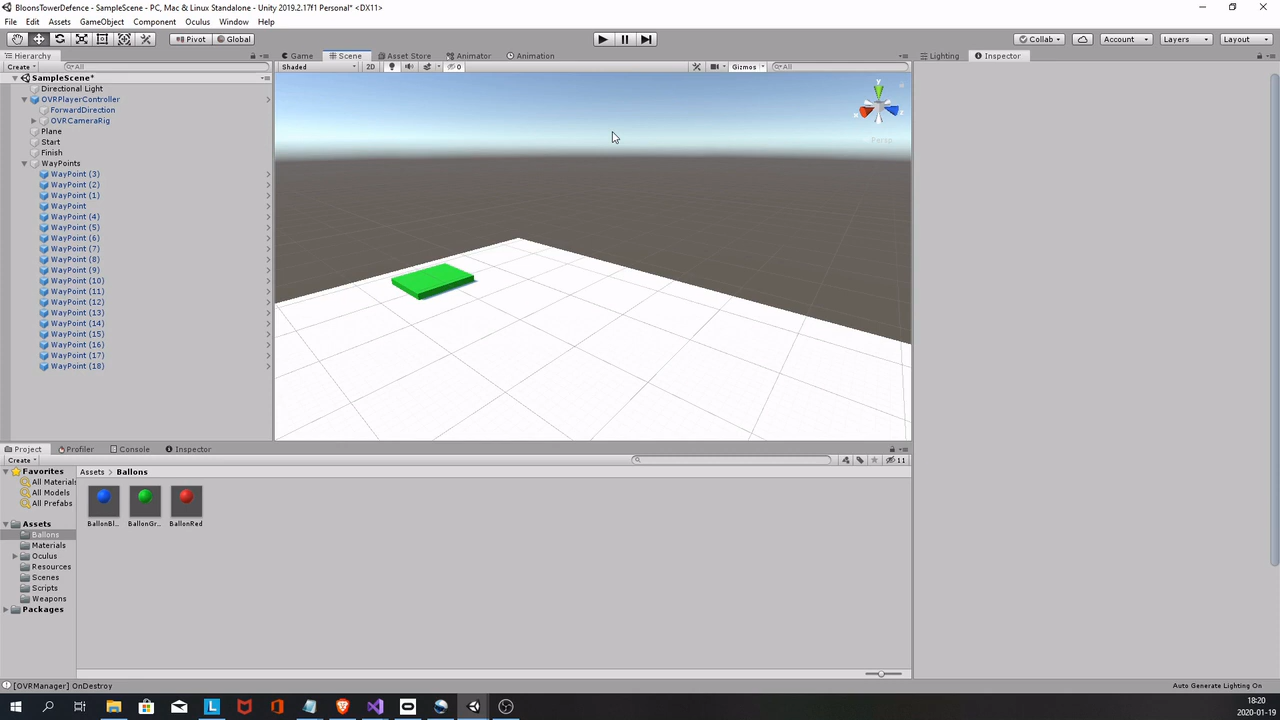 BloonsTowerDefence - SampleScene - PC, Mac & Linux Standalone - Unity 2019.2.17f1 Personal* <DX11>
File Edit Assets GameObject Component Oculus Window Help
Pivot Global Collab Account Layers Layout
Hierarchy Game Scene Asset Store Animator Animation Lighting Inspector
Create All Shaded 2D 0 Gizmos All
SampleScene*
Directional Light
OVRPlayerController
ForwardDirection
OVRCameraRig
Plane
Start
Finish
WayPoints
WayPoint (3)
WayPoint (2)
WayPoint (1)
WayPoint
WayPoint (4)
WayPoint (5)
WayPoint (6)
WayPoint (7)
WayPoint (8)
WayPoint (9)
WayPoint (10)
WayPoint (11)
WayPoint (12)
WayPoint (13)
WayPoint (14)
WayPoint (15)
WayPoint (16)
WayPoint (17)
WayPoint (18)
y
Persp
Project Profiler Console Inspector
Create 11
Favorites
All Materials
All Models
All Prefabs
Assets
Ballons
Materials
Oculus
Resources
Scenes
Scripts
Weapons
Packages
Assets > Ballons
BallonBl... BallonGr... BallonRed
[OVRManager] OnDestroy
Auto Generate Lighting On
18:20
2020-01-19